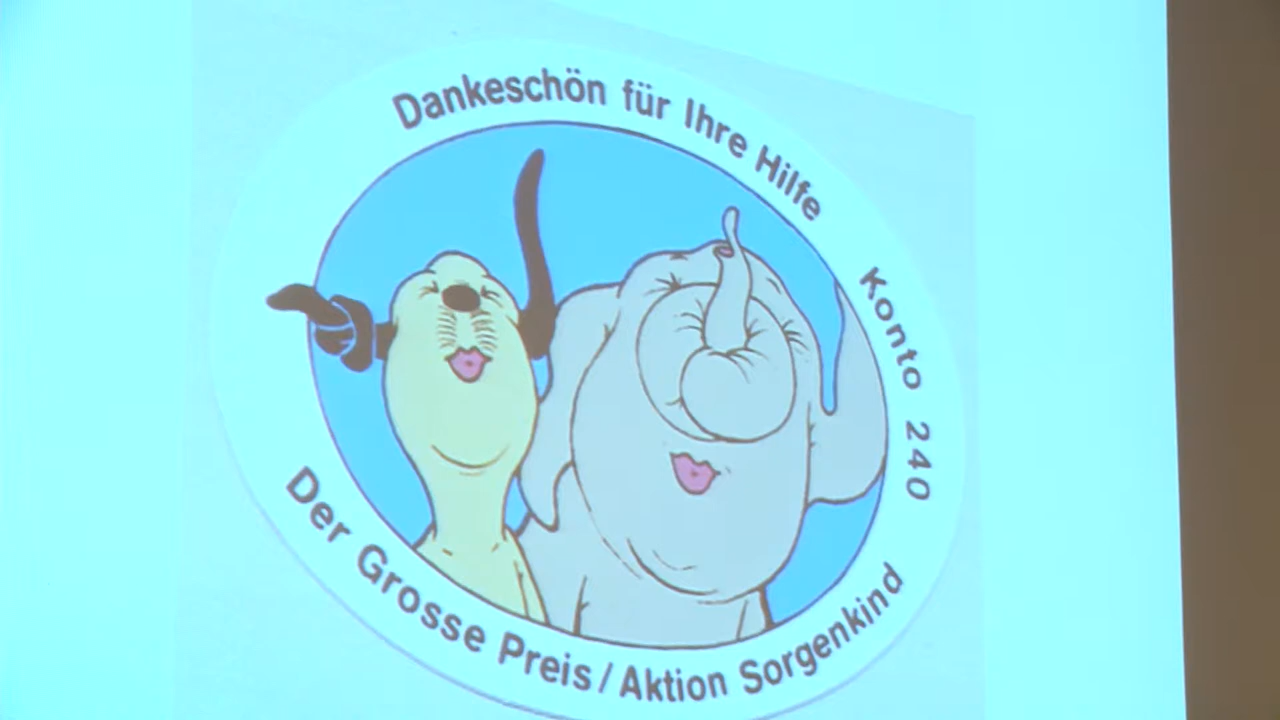 Dankeschön für Ihre Hilfe
Konto 240
Der Grosse Preis / Aktion Sorgenkind